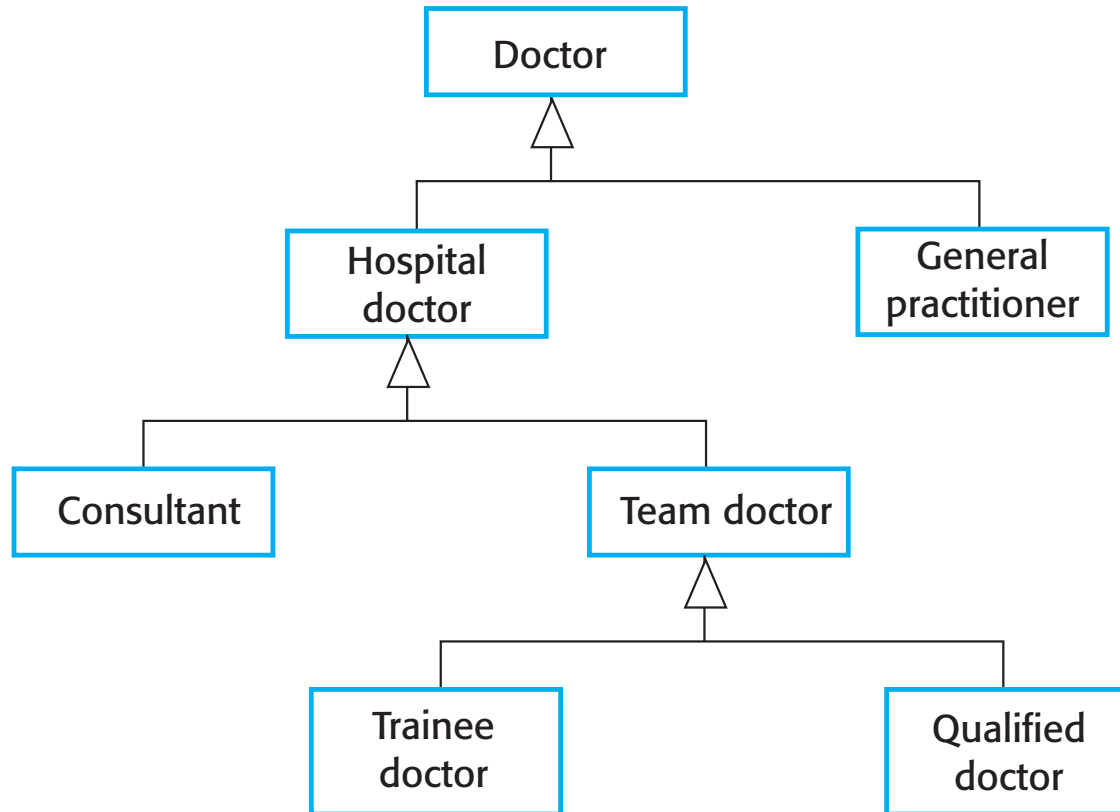 Doctor
Hospital
doctor
General
practitioner
Consultant
Team doctor
Trainee
doctor
Qualified
doctor